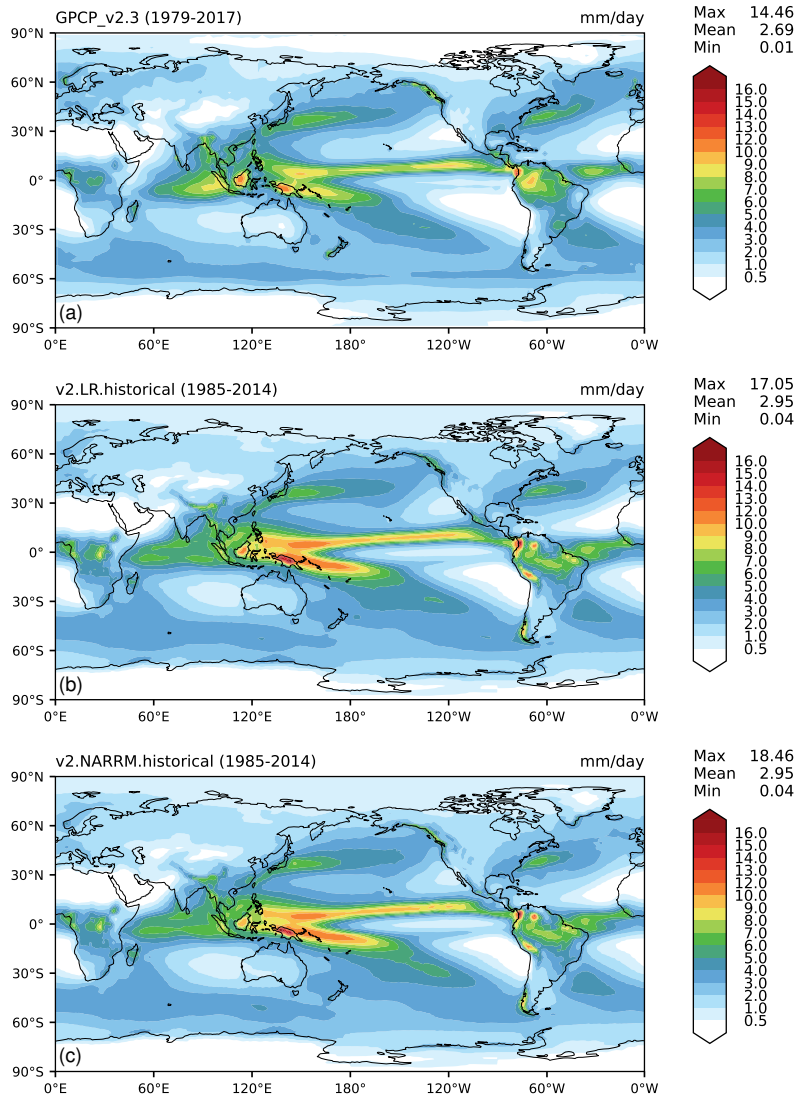 GPCP_v2.3 (1979-2017) mm/day
Max 14.46
Mean 2.69
Min 0.01
90°N
60°N
30°N
0°
30°S
60°S
90°S
(a)
0°E 60°E 120°E 180° 120°W 60°W 0°W
16.0
15.0
14.0
13.0
12.0
10.0
9.0
8.0
7.0
6.0
5.0
4.0
3.0
2.0
1.0
0.5
v2.LR.historical (1985-2014) mm/day
Max 17.05
Mean 2.95
Min 0.04
90°N
60°N
30°N
0°
30°S
60°S
90°S
(b)
0°E 60°E 120°E 180° 120°W 60°W 0°W
16.0
15.0
14.0
13.0
12.0
10.0
9.0
8.0
7.0
6.0
5.0
4.0
3.0
2.0
1.0
0.5
v2.NARRM.historical (1985-2014) mm/day
Max 18.46
Mean 2.95
Min 0.04
90°N
60°N
30°N
0°
30°S
60°S
90°S
(c)
0°E 60°E 120°E 180° 120°W 60°W 0°W
16.0
15.0
14.0
13.0
12.0
10.0
9.0
8.0
7.0
6.0
5.0
4.0
3.0
2.0
1.0
0.5